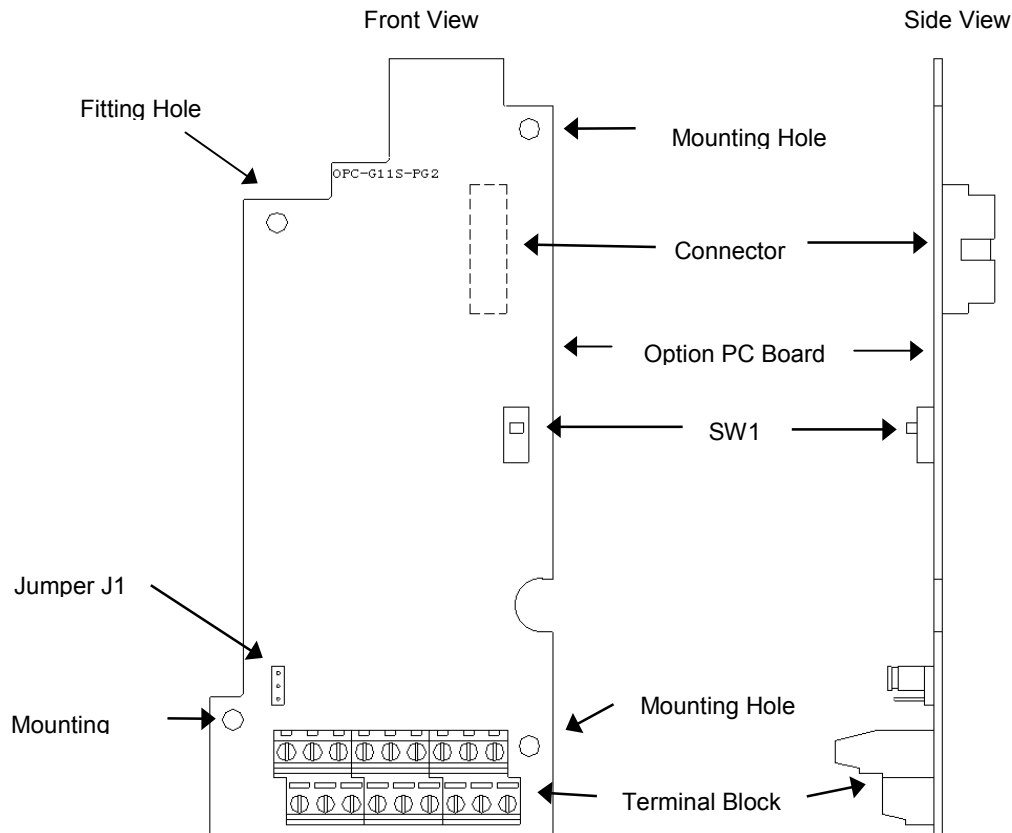 Front View
Side View
Fitting Hole
Mounting Hole
OPC-G11S-PG2
Connector
Option PC Board
SW1
Jumper J1
Mounting Hole
Mounting
Terminal Block